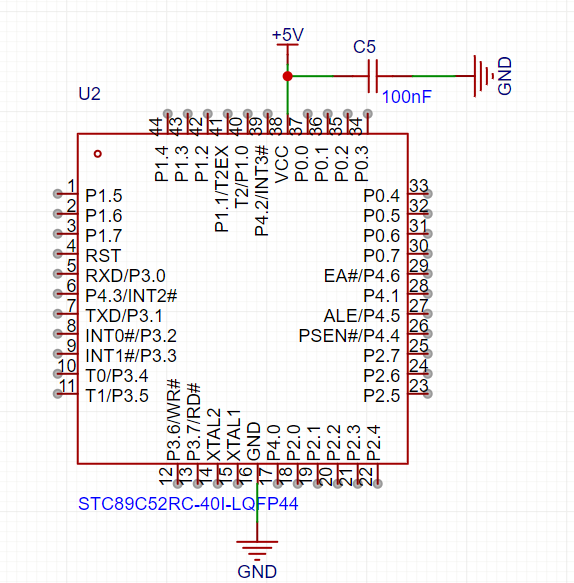 +5V
C5
GND
100nF
U2
44 43 42 41 40 39 38 37 36 35 34
P1.4 P1.3 P1.2 P1.1/T2EX T2/P1.0 P4.2/INT3# VCC P0.0 P0.1 P0.2 P0.3
1 P1.5 P0.4 33
2 P1.6 P0.5 32
3 P1.7 P0.6 31
4 RST P0.7 30
5 RXD/P3.0 EA#/P4.6 29
6 P4.3/INT2# P4.1 28
7 TXD/P3.1 ALE/P4.5 27
8 INT0#/P3.2 PSEN#/P4.4 26
9 INT1#/P3.3 P2.7 25
10 T0/P3.4 P2.6 24
11 T1/P3.5 P2.5 23
P3.6/WR# P3.7/RD# XTAL2 XTAL1 GND P4.0 P2.0 P2.1 P2.2 P2.3 P2.4
12 13 14 15 16 17 18 19 20 21 22
STC89C52RC-40I-LQFP44
GND